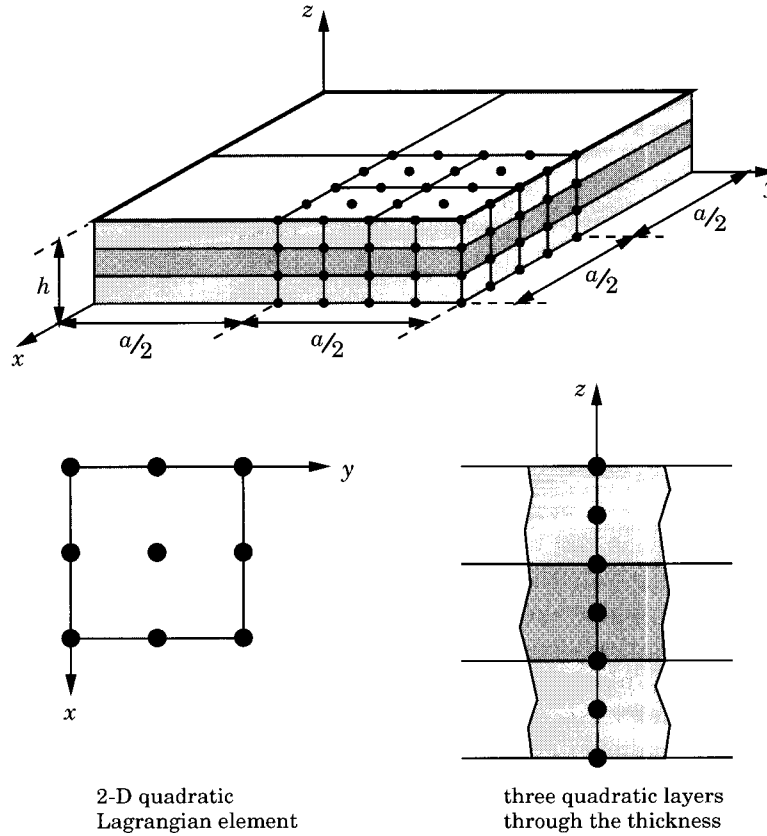 z
y
a/2
h
a/2
a/2
a/2
x
z
y
x
2-D quadratic
Lagrangian element
three quadratic layers
through the thickness